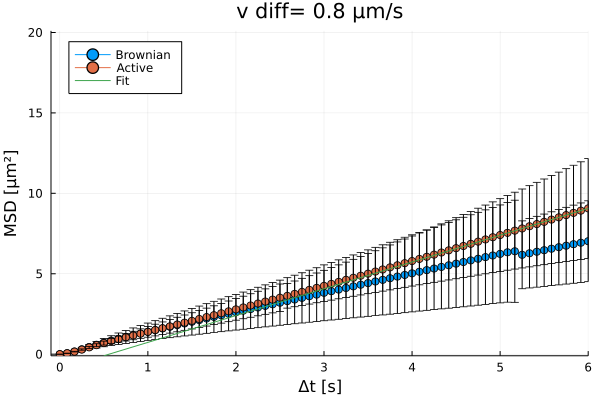 v diff= 0.8 μm/s
MSD [μm²]
20
15
10
5
0
Brownian
Active
Fit
0 1 2 3 4 5 6
Δt [s]